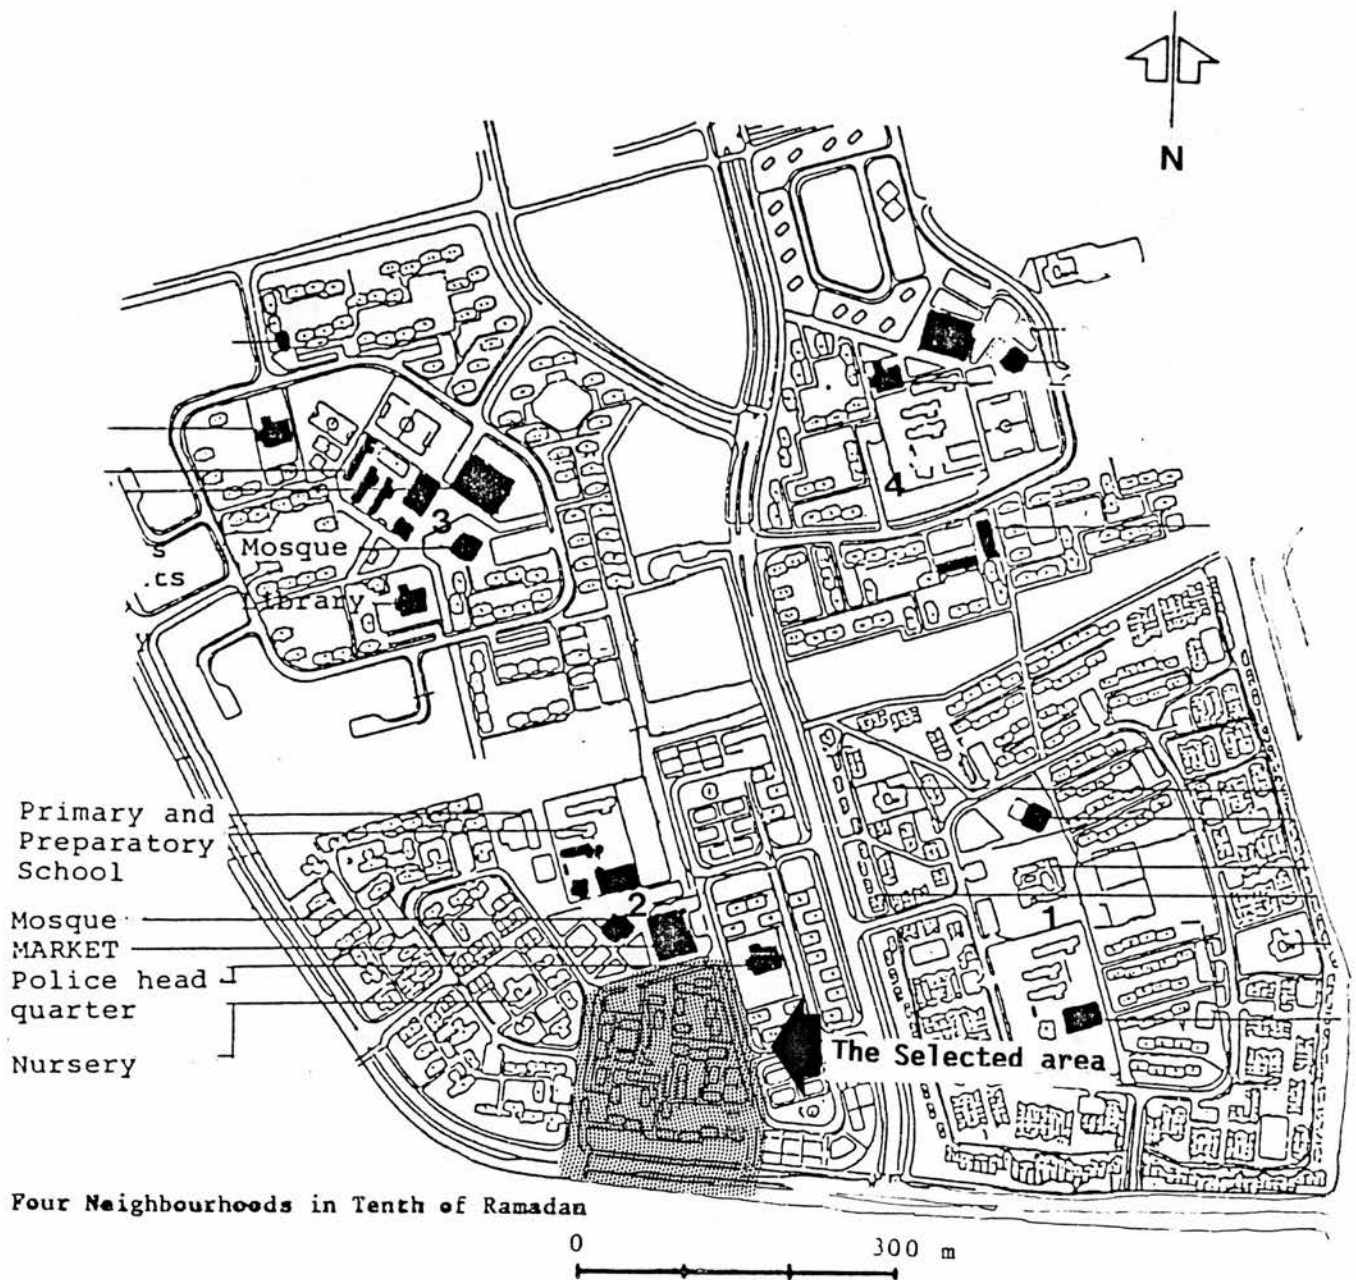 N
4
3
s
Mosque
.ts
Library
Primary and
Preparatory
School
2
1
Mosque
MARKET
Police head
quarter
The Selected area
Nursery
Four Neighbourhoods in Tenth of Ramadan
0 300 m